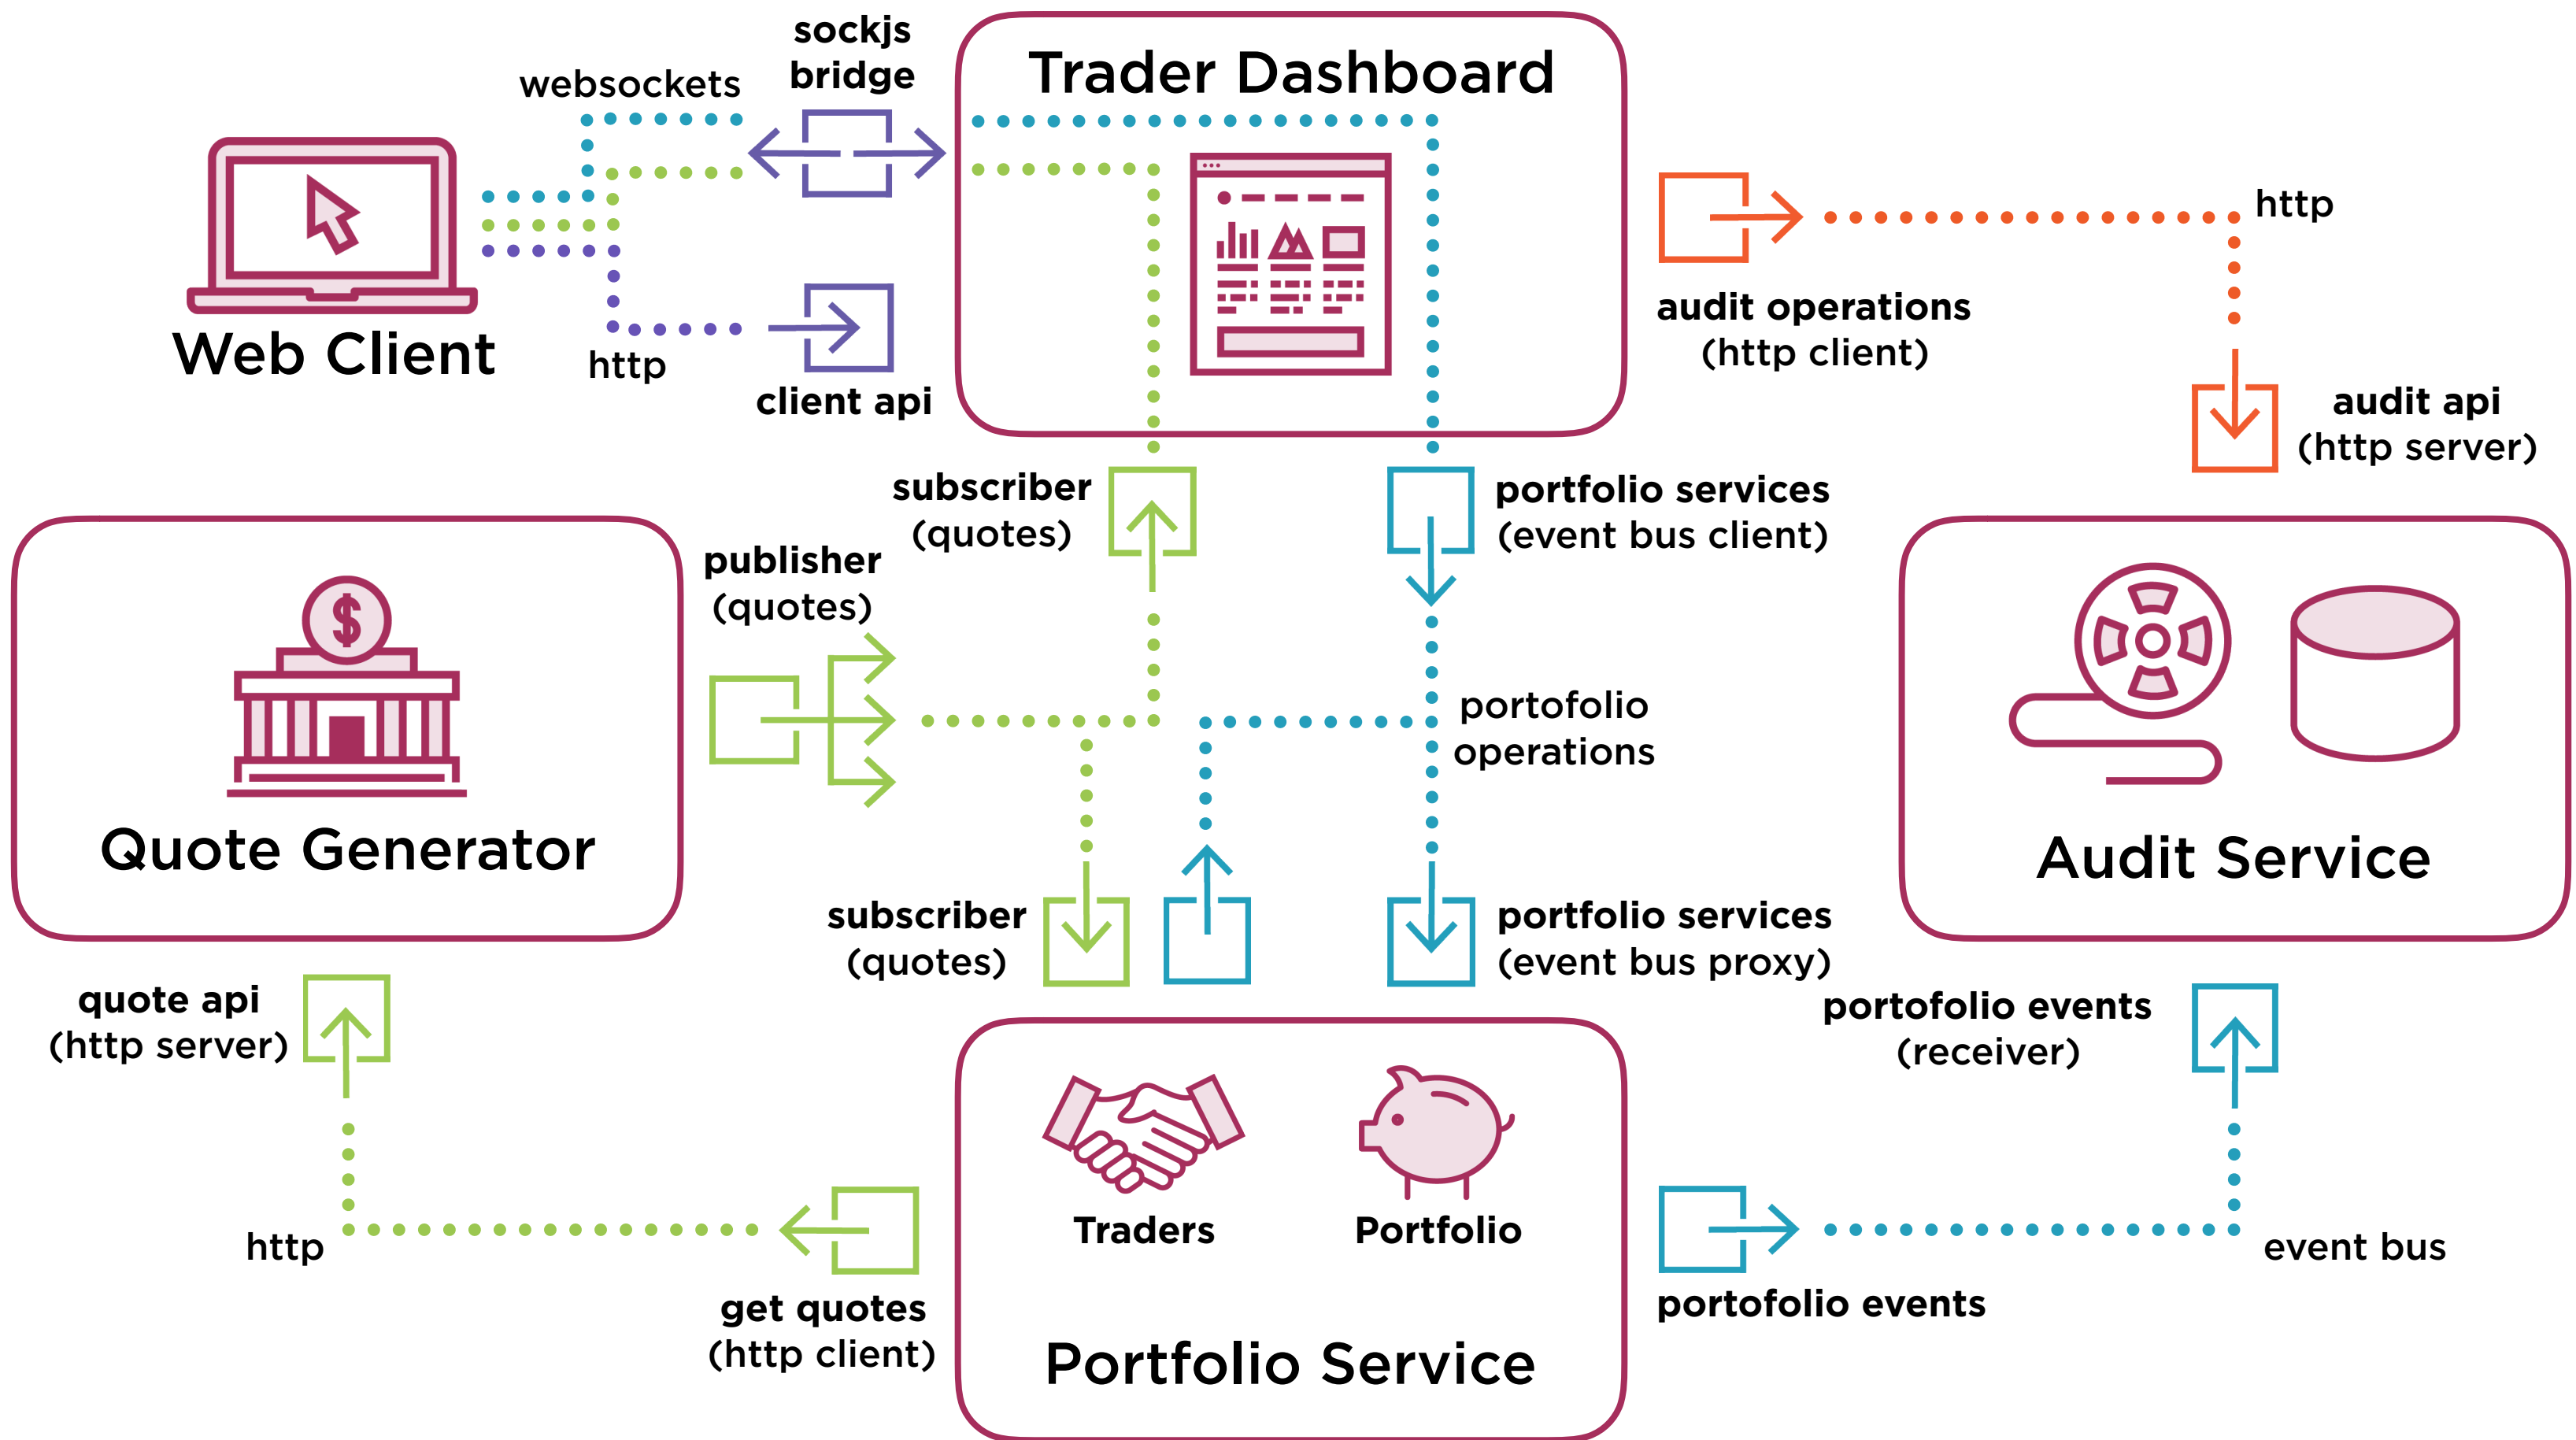 sockjs
bridge
websockets
Trader Dashboard
http
audit operations
(http client)
Web Client
http
client api
audit api
(http server)
subscriber
(quotes)
portfolio services
(event bus client)
publisher
(quotes)
$
portofolio
operations
Quote Generator
Audit Service
subscriber
(quotes)
portfolio services
(event bus proxy)
quote api
(http server)
portofolio events
(receiver)
Traders
Portfolio
http
event bus
get quotes
(http client)
portofolio events
Portfolio Service